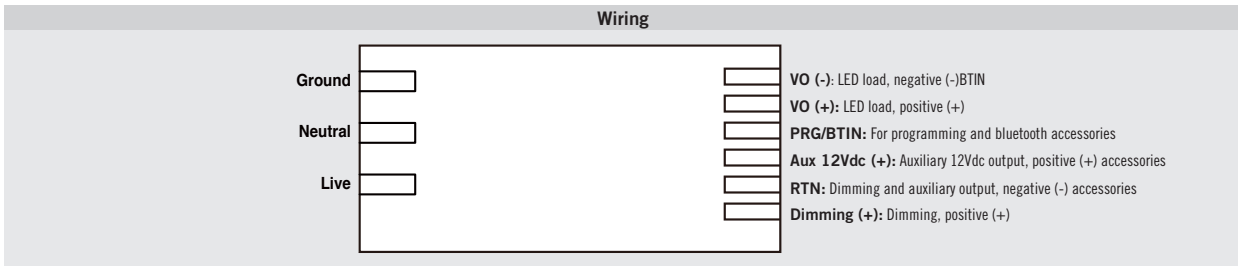 Wiring
Ground
Neutral
Live
VO (-): LED load, negative (-)BTIN
VO (+): LED load, positive (+)
PRG/BTIN: For programming and bluetooth accessories
Aux 12Vdc (+): Auxiliary 12Vdc output, positive (+) accessories
RTN: Dimming and auxiliary output, negative (-) accessories
Dimming (+): Dimming, positive (+)